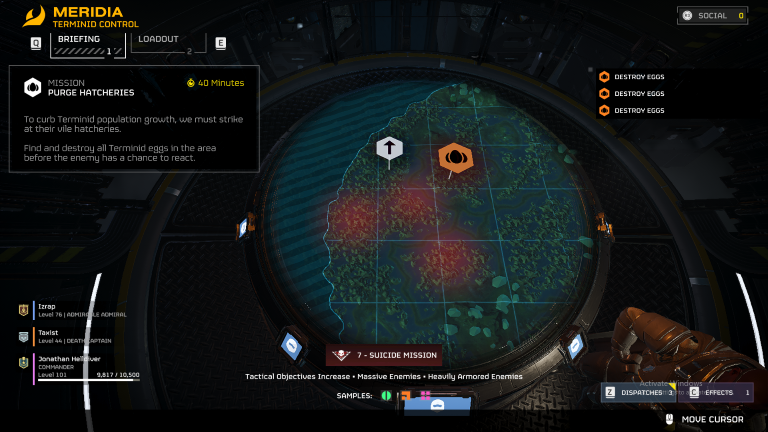 MERIDIA
TERMINID CONTROL
Q
BRIEFING
1
LOADOUT
2
E
SOCIAL 0
MISSION
PURGE HATCHERIES
40 Minutes
To curb Terminid population growth, we must strike
at their vile hatcheries.
Find and destroy all Terminid eggs in the area
before the enemy has a chance to react.
DESTROY EGGS
DESTROY EGGS
DESTROY EGGS
Izrap
Level 76 | ADMIRABLE ADMIRAL
Taxist
Level 44 | DEATH CAPTAIN
Jonathan Helldiver
COMMANDER
Level 101 9,817 / 10,500
7 - SUICIDE MISSION
Tactical Objectives Increase • Massive Enemies • Heavily Armored Enemies
SAMPLES:
Activate Windows
Z DISPATCHES 3
C EFFECTS 1
MOVE CURSOR